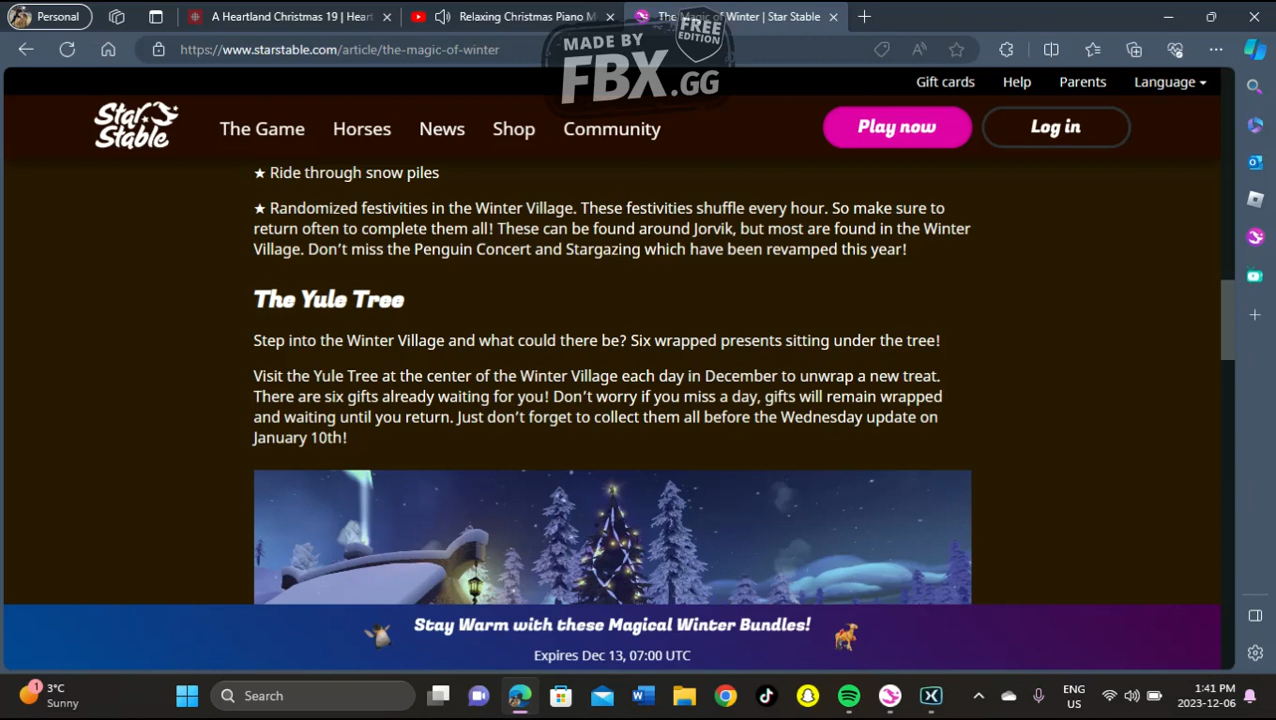 Personal
A Heartland Christmas 19 | Heart
Relaxing Christmas Piano M
The Magic of Winter | Star Stable
https://www.starstable.com/article/the-magic-of-winter
MADE BY
FBX.GG
FREE
EDITION
Gift cards
Help
Parents
Language
Star Stable
The Game
Horses
News
Shop
Community
Play now
Log in
★ Ride through snow piles
★ Randomized festivities in the Winter Village. These festivities shuffle every hour. So make sure to
return often to complete them all! These can be found around Jorvik, but most are found in the Winter
Village. Don't miss the Penguin Concert and Stargazing which have been revamped this year!
The Yule Tree
Step into the Winter Village and what could there be? Six wrapped presents sitting under the tree!
Visit the Yule Tree at the center of the Winter Village each day in December to unwrap a new treat.
There are six gifts already waiting for you! Don't worry if you miss a day, gifts will remain wrapped
and waiting until you return. Just don't forget to collect them all before the Wednesday update on
January 10th!
Stay Warm with these Magical Winter Bundles!
Expires Dec 13, 07:00 UTC
1
3°C
Sunny
Search
ENG
US
1:41 PM
2023-12-06